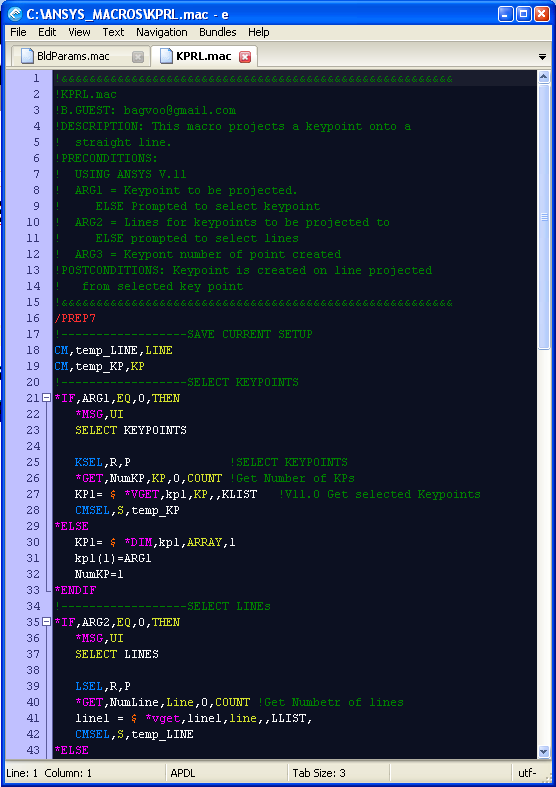 C:\ANSYS_MACROS\KPRL.mac - e
File Edit View Text Navigation Bundles Help
BldParams.mac KPRL.mac
1 !&&&&&&&&&&&&&&&&&&&&&&&&&&&&&&&&&&&&&&&&&&&&&&&&&&&&&&&
2 !KPRL.mac
3 !B.GUEST: bagvoo@gmail.com
4 !DESCRIPTION: This macro projects a keypoint onto a
5 !  straight line.
6 !PRECONDITIONS:
7 !  USING ANSYS V.11
8 !  ARG1 = Keypoint to be projected.
9 !     ELSE Prompted to select keypoint
10 !  ARG2 = Lines for keypoints to be projected to
11 !     ELSE prompted to select lines
12 !  ARG3 = Keypont number of point created
13 !POSTCONDITIONS: Keypoint is created on line projected
14 !   from selected key point
15 !&&&&&&&&&&&&&&&&&&&&&&&&&&&&&&&&&&&&&&&&&&&&&&&&&&&&&&&
16 /PREP7
17 !------------------SAVE CURRENT SETUP
18 CM,temp_LINE,LINE
19 CM,temp_KP,KP
20 !------------------SELECT KEYPOINTS
21 *IF,ARG1,EQ,0,THEN
22    *MSG,UI
23    SELECT KEYPOINTS
24
25    KSEL,R,P            !SELECT KEYPOINTS
26    *GET,NumKP,KP,0,COUNT !Get Number of KPs
27    KP1= $ *VGET,kp1,KP,,KLIST   !V11.0 Get selected Keypoints
28    CMSEL,S,temp_KP
29 *ELSE
30    KP1= $ *DIM,kp1,ARRAY,1
31    kp1(1)=ARG1
32    NumKP=1
33 *ENDIF
34 !------------------SELECT LINEs
35 *IF,ARG2,EQ,0,THEN
36    *MSG,UI
37    SELECT LINES
38
39    LSEL,R,P
40    *GET,NumLine,Line,0,COUNT !Get Numbetr of lines
41    line1 = $ *vget,line1,line,,LLIST,
42    CMSEL,S,temp_LINE
43 *ELSE
Line: 1 Column: 1 APDL Tab Size: 3 utf-